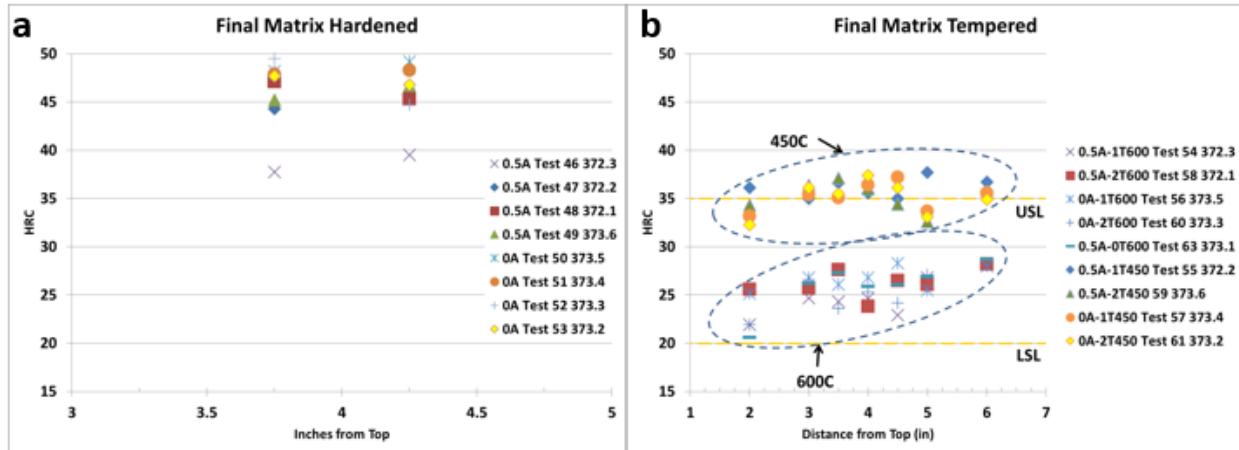 a
Final Matrix Hardened
50
45
40
35
30
25
20
15
HRC
3
3.5
4
4.5
5
Inches from Top
0.5A Test 46 372.3
0.5A Test 47 372.2
0.5A Test 48 372.1
0.5A Test 49 373.6
0A Test 50 373.5
0A Test 51 373.4
0A Test 52 373.3
0A Test 53 373.2
b
Final Matrix Tempered
50
45
40
35
30
25
20
15
HRC
450C
USL
LSL
600C
1
2
3
4
5
6
7
Distance from Top (in)
0.5A-1T600 Test 54 372.3
0.5A-2T600 Test 58 372.1
0A-1T600 Test 56 373.5
0A-2T600 Test 60 373.3
0.5A-0T600 Test 63 373.1
0.5A-1T450 Test 55 372.2
0.5A-2T450 59 373.6
0A-1T450 Test 57 373.4
0A-2T450 Test 61 373.2